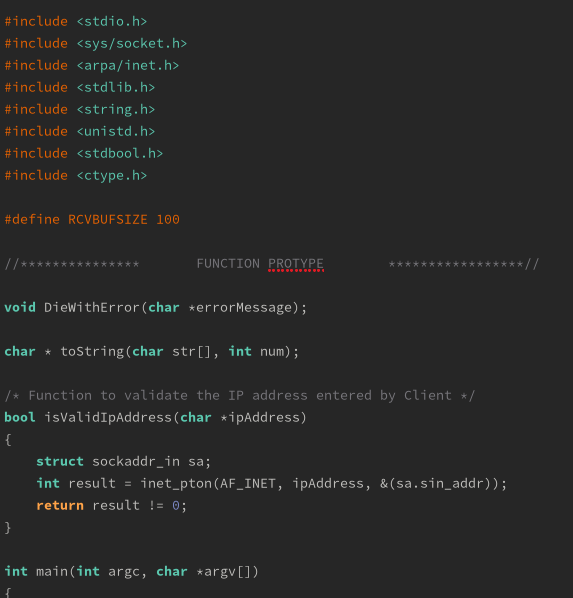 #include <stdio.h>
#include <sys/socket.h>
#include <arpa/inet.h>
#include <stdlib.h>
#include <string.h>
#include <unistd.h>
#include <stdbool.h>
#include <ctype.h>
#define RCVBUFSIZE 100
//*************** FUNCTION PROTYPE *****************//
void DieWithError(char *errorMessage);
char * toString(char str[], int num);
/* Function to validate the IP address entered by Client */
bool isValidIpAddress(char *ipAddress)
{
    struct sockaddr_in sa;
    int result = inet_pton(AF_INET, ipAddress, &(sa.sin_addr));
    return result != 0;
}
int main(int argc, char *argv[])
{